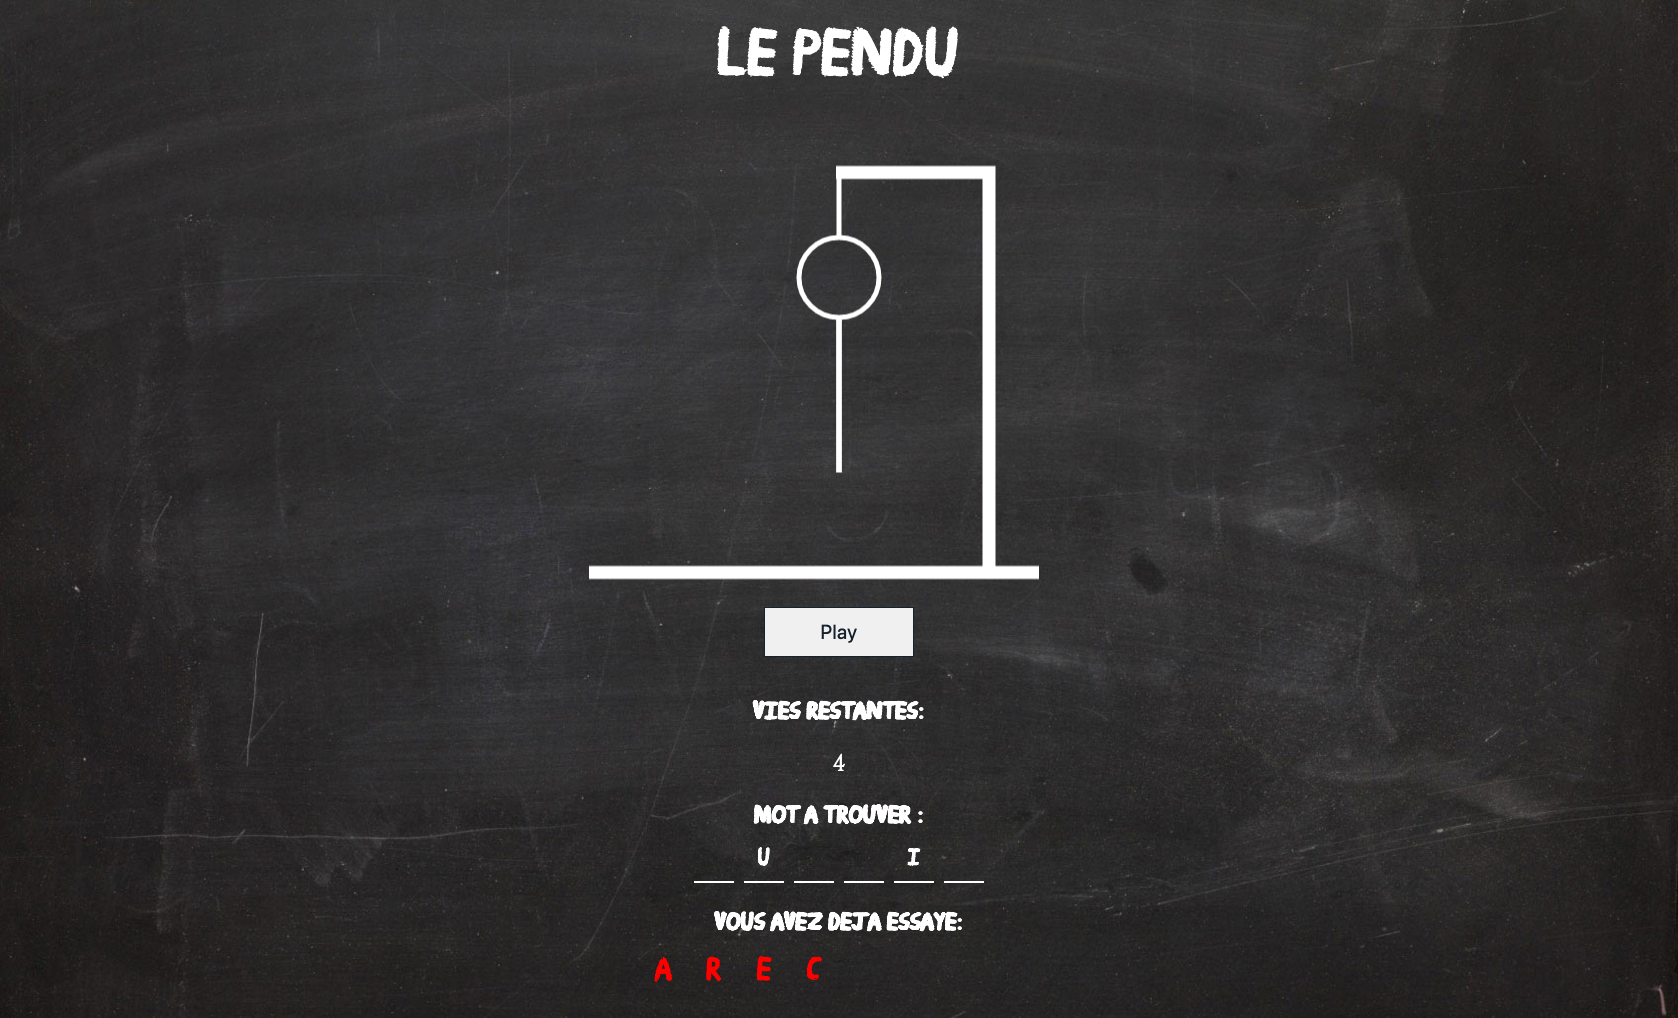 LE PENDU
Play
VIES RESTANTES:
4
MOT A TROUVER :
U I
VOUS AVEZ DEJA ESSAYE:
A R E C